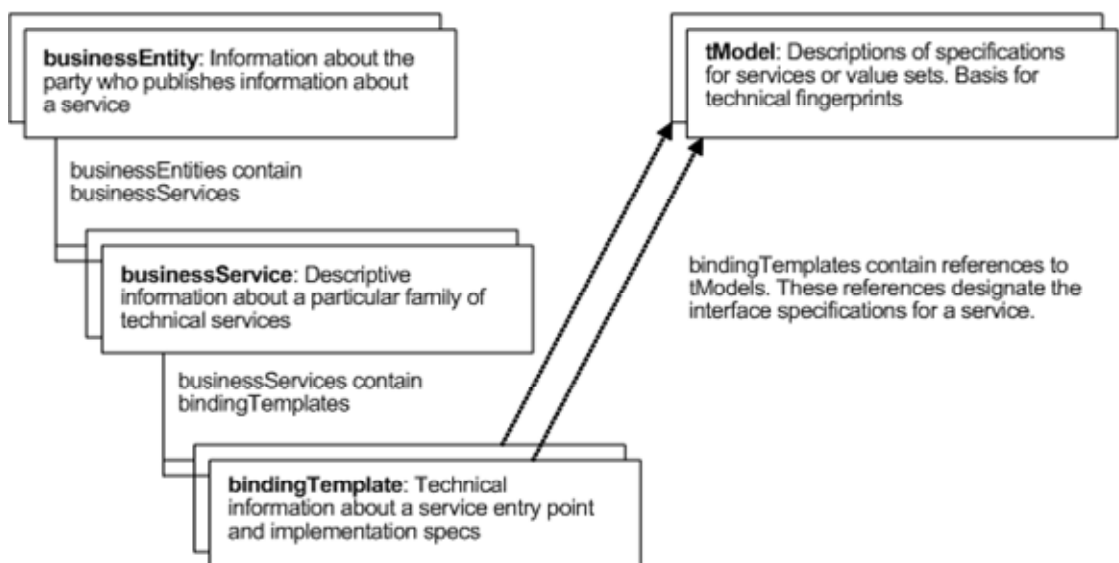 businessEntity: Information about the
party who publishes information about
a service
tModel: Descriptions of specifications
for services or value sets. Basis for
technical fingerprints
businessEntities contain
businessServices
businessService: Descriptive
information about a particular family of
technical services
bindingTemplates contain references to
tModels. These references designate the
interface specifications for a service.
businessServices contain
bindingTemplates
bindingTemplate: Technical
information about a service entry point
and implementation specs